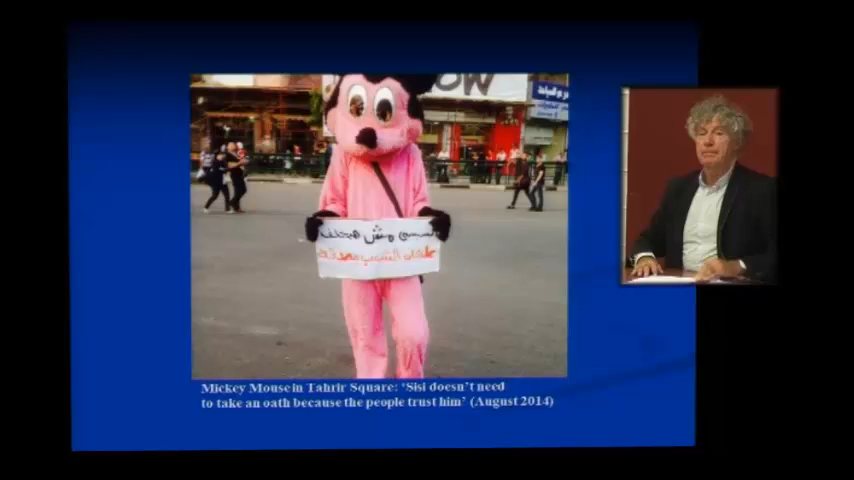 OW
السيسى مش هيحلف
علشان الشعب مصدقه
Mickey Mouse in Tahrir Square: ‘Sisi doesn’t need
to take an oath because the people trust him’ (August 2014)